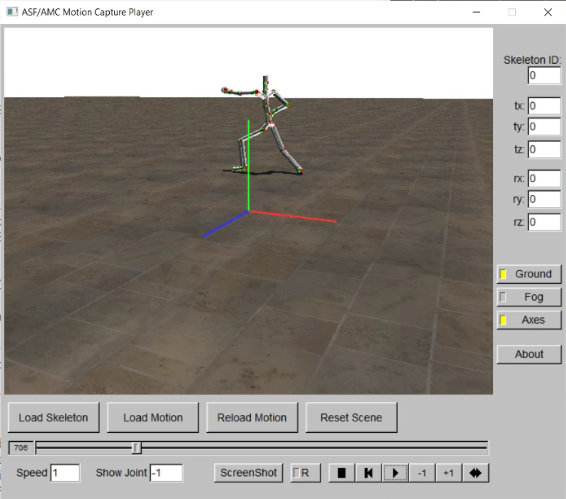 ASF/AMC Motion Capture Player
Skeleton ID:
0
tx: 0
ty: 0
tz: 0
rx: 0
ry: 0
rz: 0
Ground
Fog
Axes
About
Load Skeleton Load Motion Reload Motion Reset Scene
706
Speed 1 Show Joint -1 ScreenShot R -1 +1